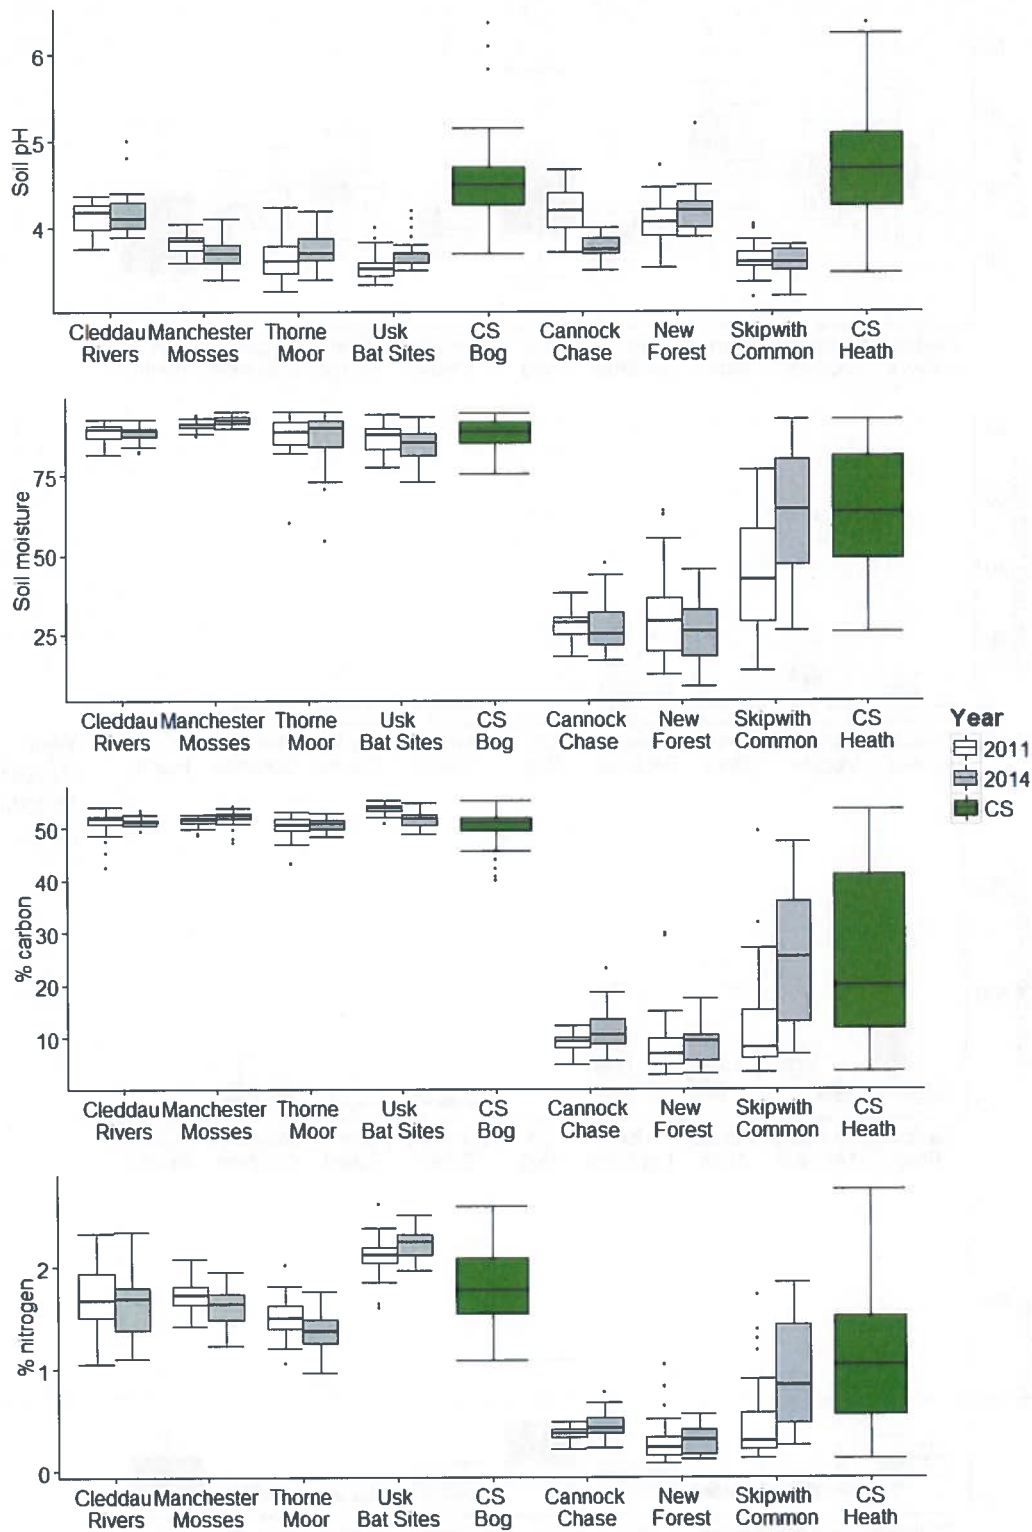 6
5
4
Soil pH
Cleddau Manchester Thorne Usk CS Cannock New Skipwith CS
Rivers Mosses Moor Bat Sites Bog Chase Forest Common Heath
75
50
25
Soil moisture
Cleddau Manchester Thorne Usk CS Cannock New Skipwith CS
Rivers Mosses Moor Bat Sites Bog Chase Forest Common Heath
Year
2011
2014
CS
50
40
30
20
10
% carbon
Cleddau Manchester Thorne Usk CS Cannock New Skipwith CS
Rivers Mosses Moor Bat Sites Bog Chase Forest Common Heath
2
1
0
% nitrogen
Cleddau Manchester Thorne Usk CS Cannock New Skipwith CS
Rivers Mosses Moor Bat Sites Bog Chase Forest Common Heath